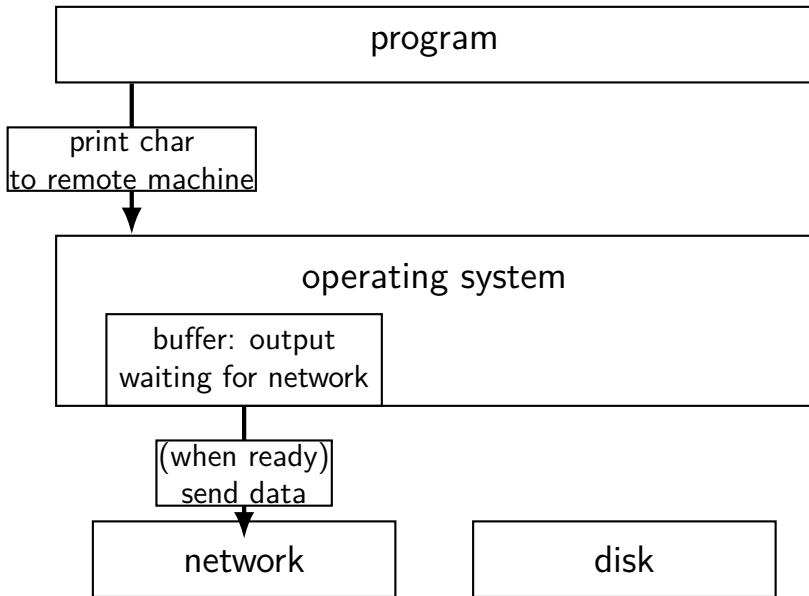 program
print char
to remote machine
operating system
buffer: output
waiting for network
(when ready)
send data
network
disk